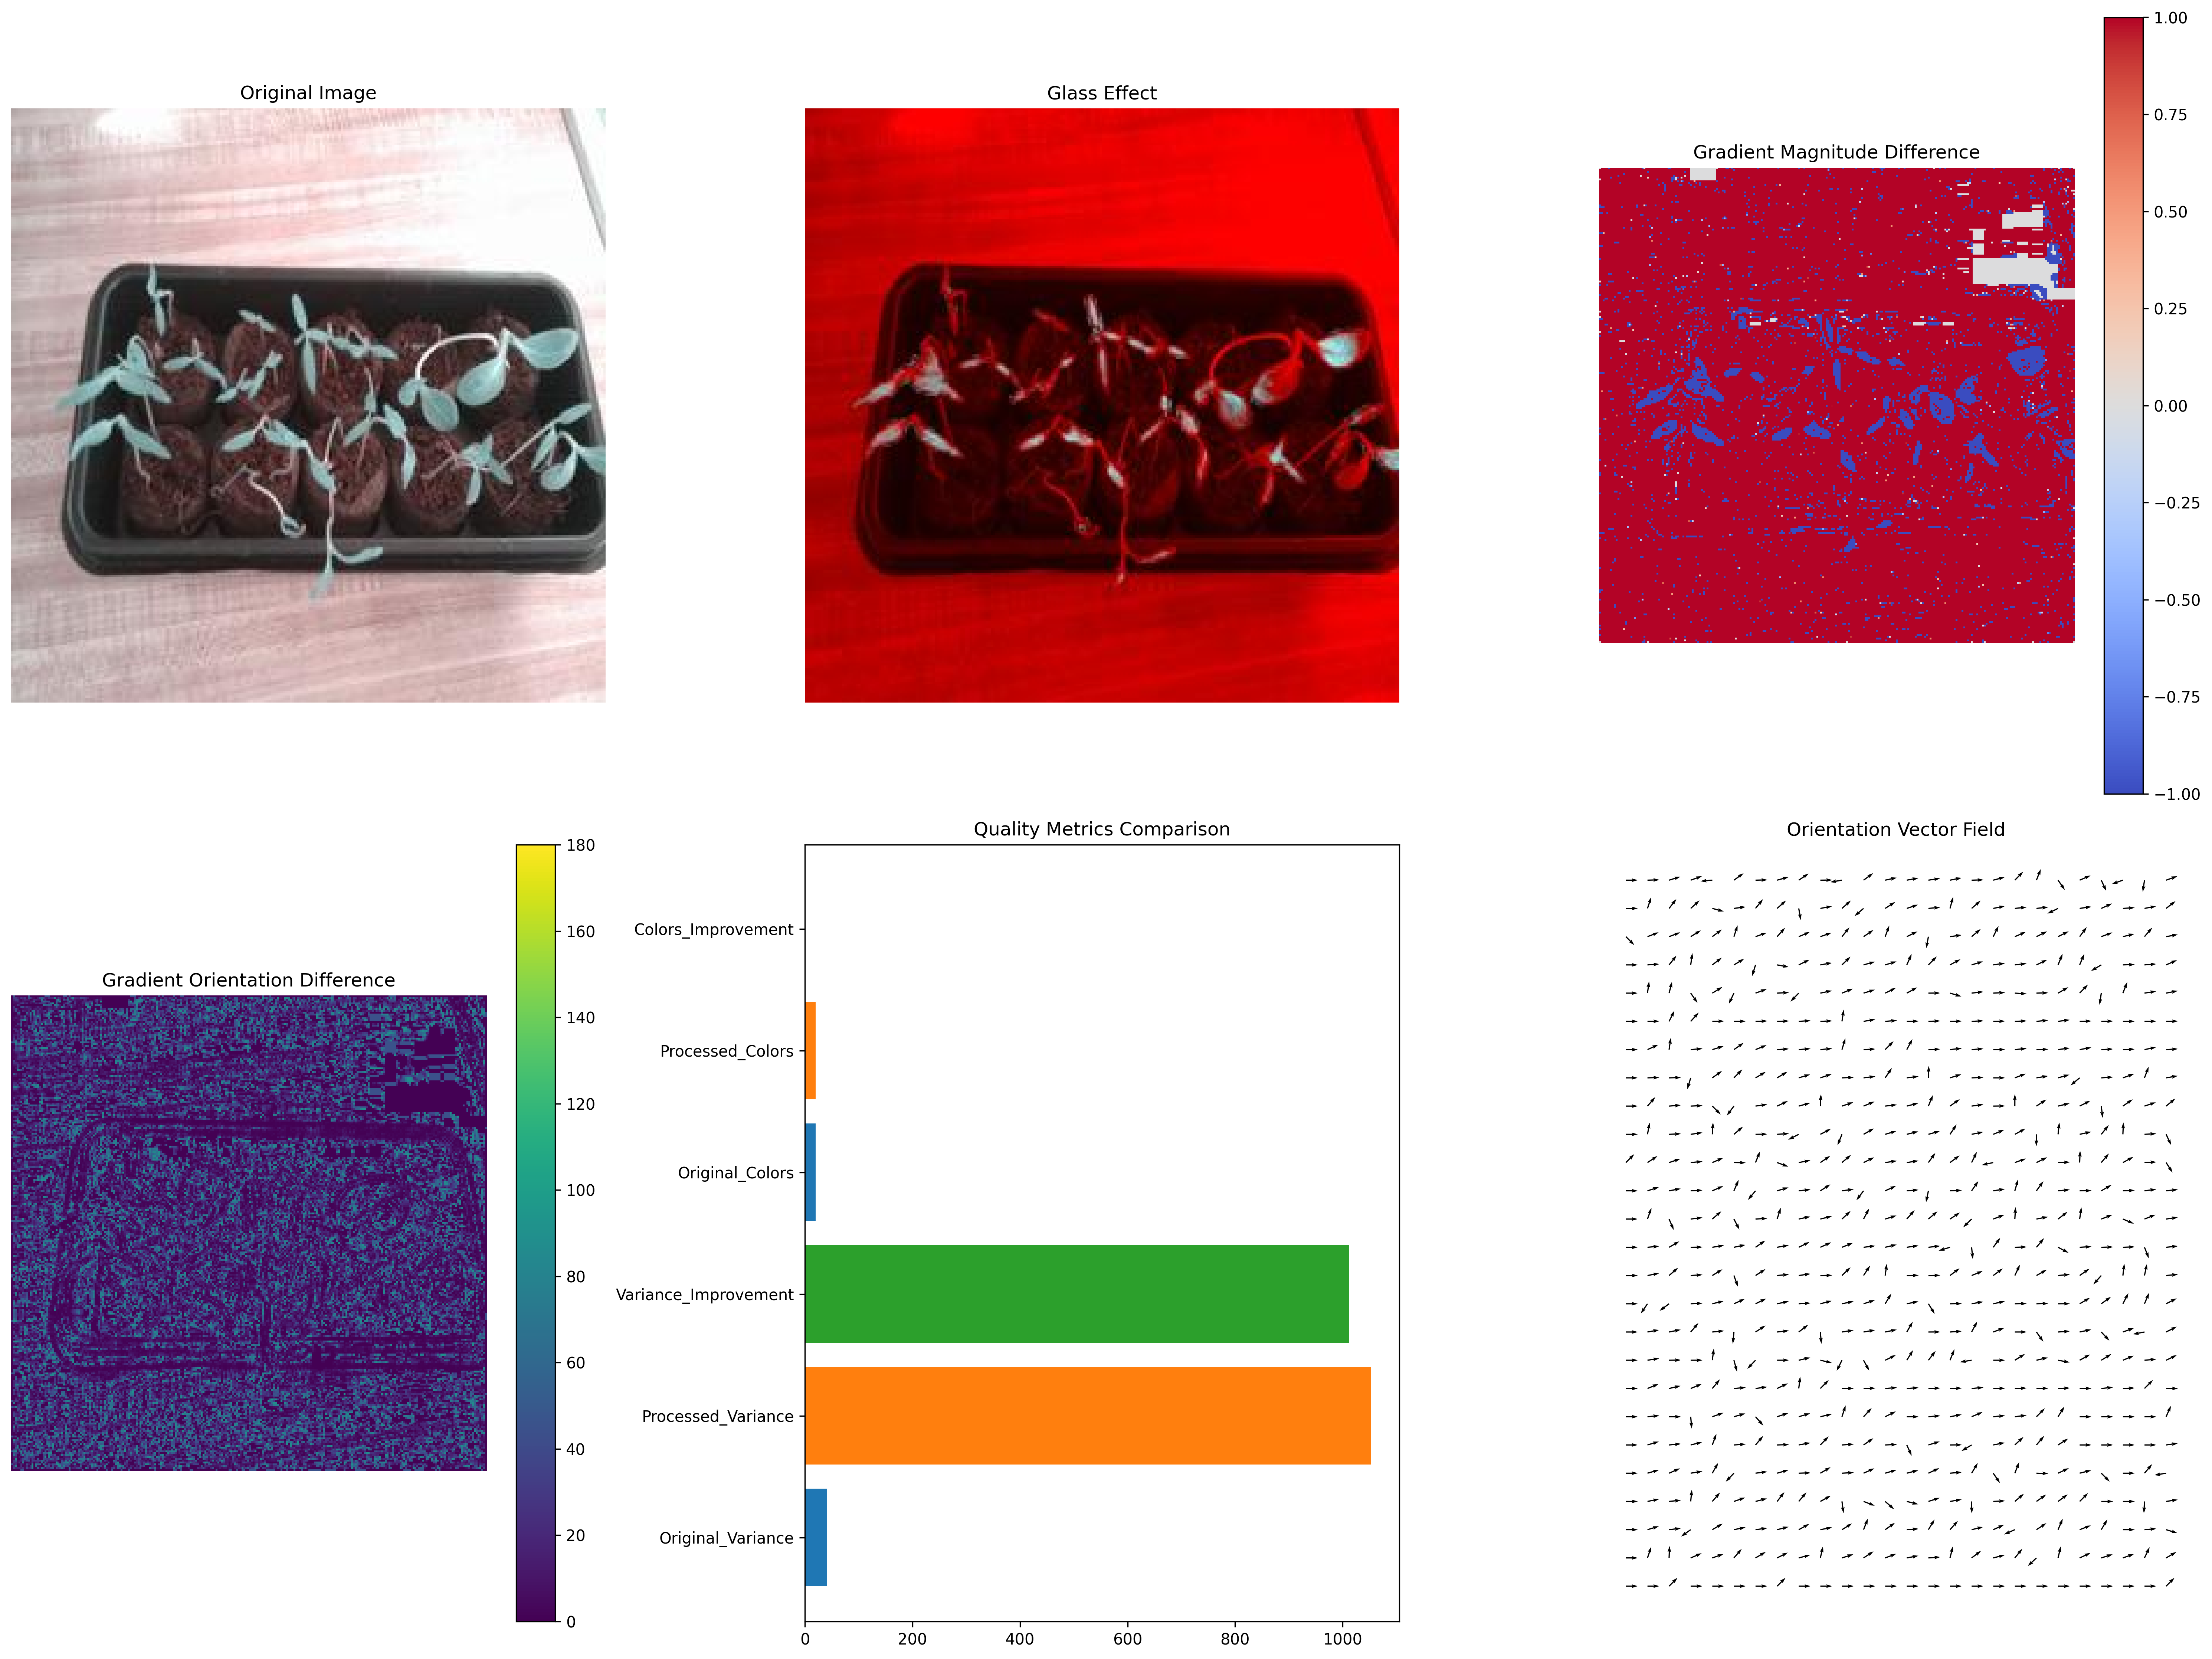 Original Image
Glass Effect
Gradient Magnitude Difference
1.00
0.75
0.50
0.25
0.00
−0.25
−0.50
−0.75
−1.00
Gradient Orientation Difference
180
160
140
120
100
80
60
40
20
0
Quality Metrics Comparison
Colors_Improvement
Processed_Colors
Original_Colors
Variance_Improvement
Processed_Variance
Original_Variance
0 200 400 600 800 1000
Orientation Vector Field